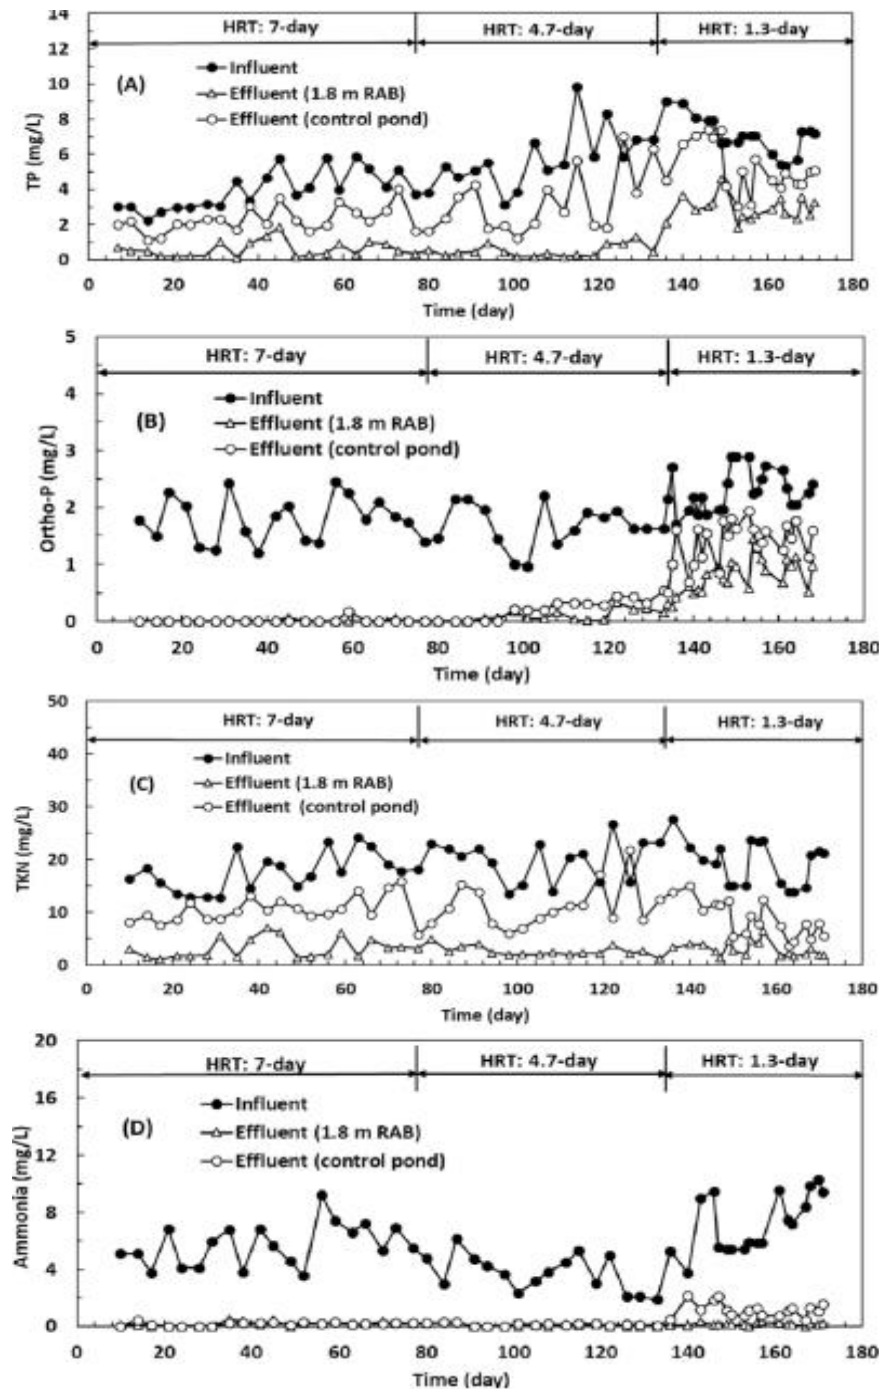 14
HRT: 7-day HRT: 4.7-day HRT: 1.3-day
12
Influent
(A)
10
Effluent (1.8 m RAB)
Effluent (control pond)
8
TP (mg/L)
6
4
2
0
0 20 40 60 80 100 120 140 160 180
Time (day)
5
HRT: 7-day HRT: 4.7-day HRT: 1.3-day
4
Influent
(B)
Effluent (1.8 m RAB)
Effluent (control pond)
3
Ortho-P (mg/L)
2
1
0
0 20 40 60 80 100 120 140 160 180
Time (day)
50
HRT: 7-day HRT: 4.7-day HRT: 1.3-day
40
Influent
(C)
Effluent (1.8 m RAB)
Effluent (control pond)
30
TKN (mg/L)
20
10
0
0 20 40 60 80 100 120 140 160 180
Time (day)
20
HRT: 7-day HRT: 4.7-day HRT: 1.3-day
16
Influent
(D)
Effluent (1.8 m RAB)
12
Effluent (control pond)
Ammonia (mg/L)
8
4
0
0 20 40 60 80 100 120 140 160 180
Time (day)